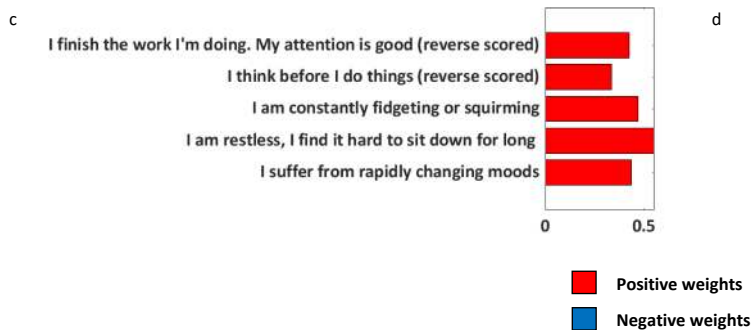 c
d
I finish the work I'm doing. My attention is good (reverse scored)
I think before I do things (reverse scored)
I am constantly fidgeting or squirming
I am restless, I find it hard to sit down for long
I suffer from rapidly changing moods
0 0.5
Positive weights
Negative weights